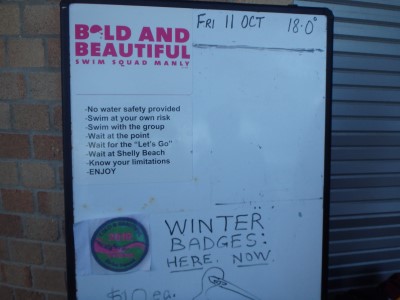 FRI 11 OCT 18.0°
BOLD AND
BEAUTIFUL
SWIM SQUAD MANLY
-No water safety provided
-Swim at your own risk
-Swim with the group
-Wait at the point
-Wait for the "Let's Go"
-Wait at Shelly Beach
-Know your limitations
-ENJOY
WINTER
BADGES:
HERE. NOW.
$10 ea.